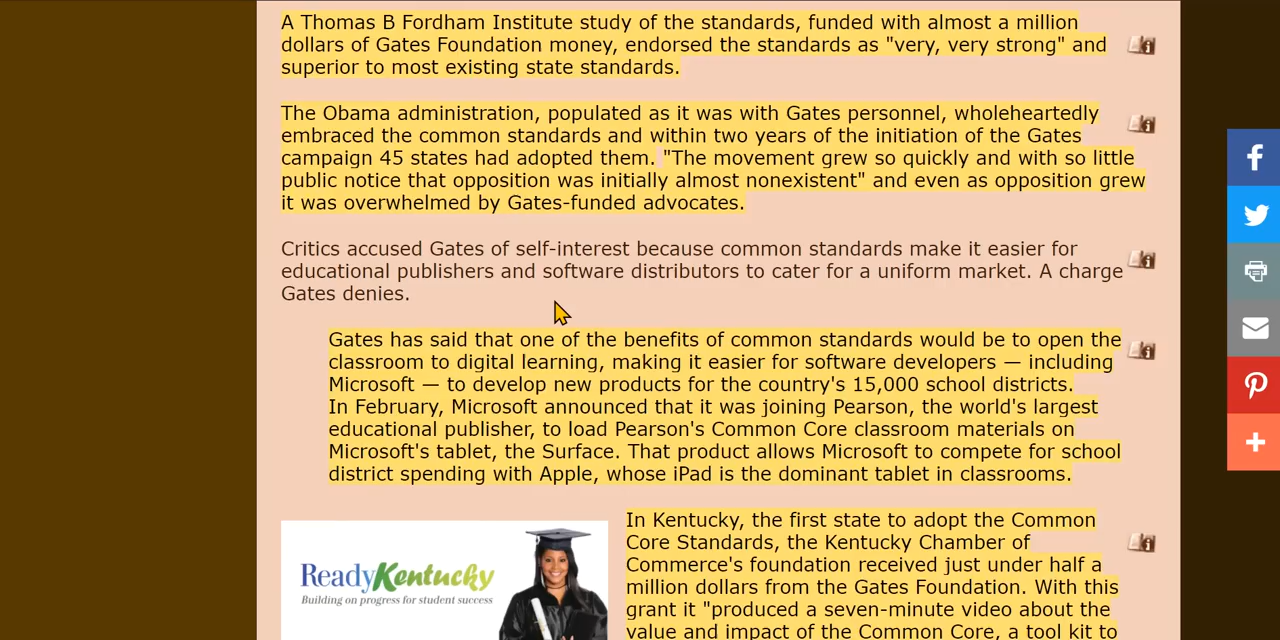 A Thomas B Fordham Institute study of the standards, funded with almost a million
dollars of Gates Foundation money, endorsed the standards as "very, very strong" and
superior to most existing state standards.
The Obama administration, populated as it was with Gates personnel, wholeheartedly
embraced the common standards and within two years of the initiation of the Gates
campaign 45 states had adopted them. "The movement grew so quickly and with so little
public notice that opposition was initially almost nonexistent" and even as opposition grew
it was overwhelmed by Gates-funded advocates.
Critics accused Gates of self-interest because common standards make it easier for
educational publishers and software distributors to cater for a uniform market. A charge
Gates denies.
Gates has said that one of the benefits of common standards would be to open the
classroom to digital learning, making it easier for software developers — including
Microsoft — to develop new products for the country's 15,000 school districts.
In February, Microsoft announced that it was joining Pearson, the world's largest
educational publisher, to load Pearson's Common Core classroom materials on
Microsoft's tablet, the Surface. That product allows Microsoft to compete for school
district spending with Apple, whose iPad is the dominant tablet in classrooms.
ReadyKentucky
Building on progress for student success
In Kentucky, the first state to adopt the Common
Core Standards, the Kentucky Chamber of
Commerce's foundation received just under half a
million dollars from the Gates Foundation. With this
grant it "produced a seven-minute video about the
value and impact of the Common Core, a tool kit to